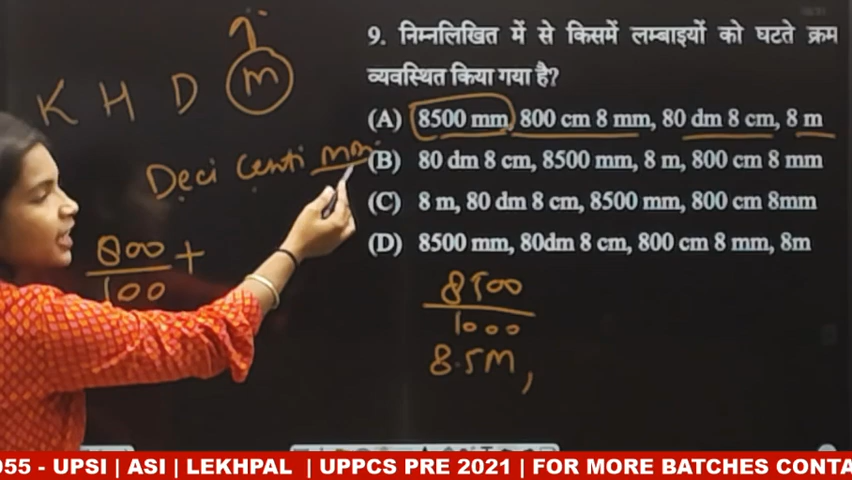 K H D m
Deci Centi mm
800
100
+
9. निम्नलिखित में से किसमें लम्बाइयों को घटते क्रम
व्यवस्थित किया गया है?
(A) 8500 mm, 800 cm 8 mm, 80 dm 8 cm, 8 m
(B) 80 dm 8 cm, 8500 mm, 8 m, 800 cm 8 mm
(C) 8 m, 80 dm 8 cm, 8500 mm, 800 cm 8mm
(D) 8500 mm, 80dm 8 cm, 800 cm 8 mm, 8m
8500
1000
8.5m,
055 - UPSI | ASI | LEKHPAL | UPPCS PRE 2021 | FOR MORE BATCHES CONTA